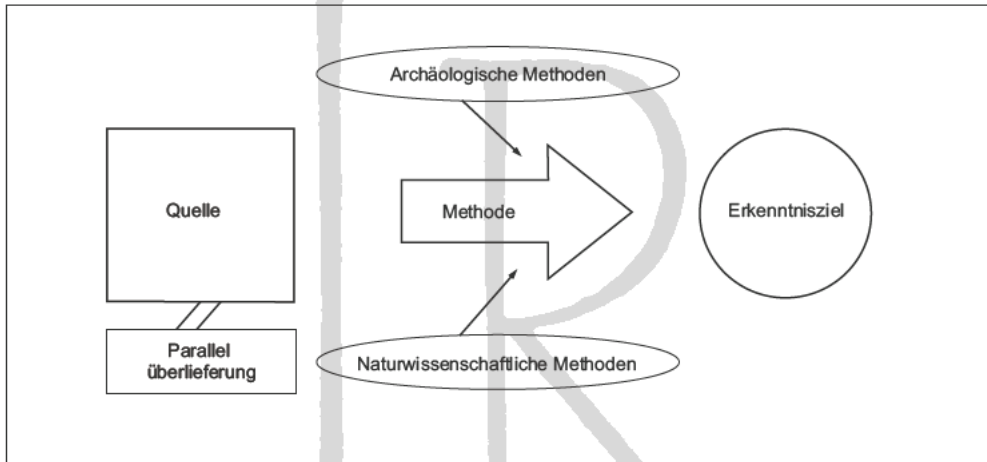 Archäologische Methoden
Quelle
Methode
Erkenntnisziel
Parallel
überlieferung
Naturwissenschaftliche Methoden